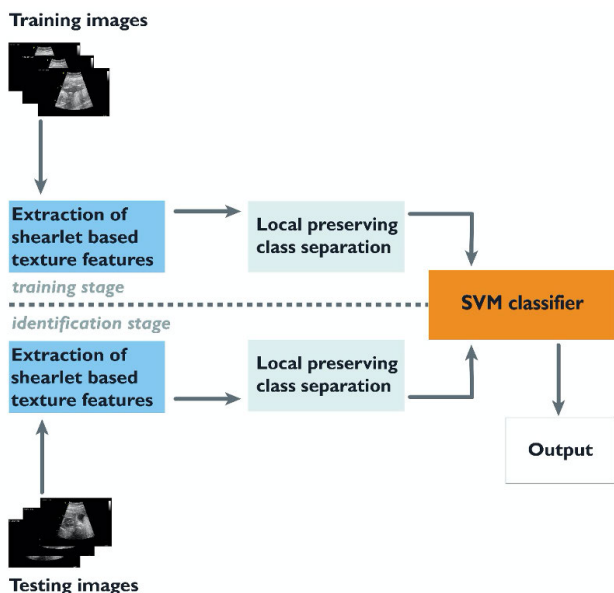 Training images
Extraction of
shearlet based
texture features
Local preserving
class separation
training stage
SVM classifier
identification stage
Extraction of
shearlet based
texture features
Local preserving
class separation
Output
Testing images